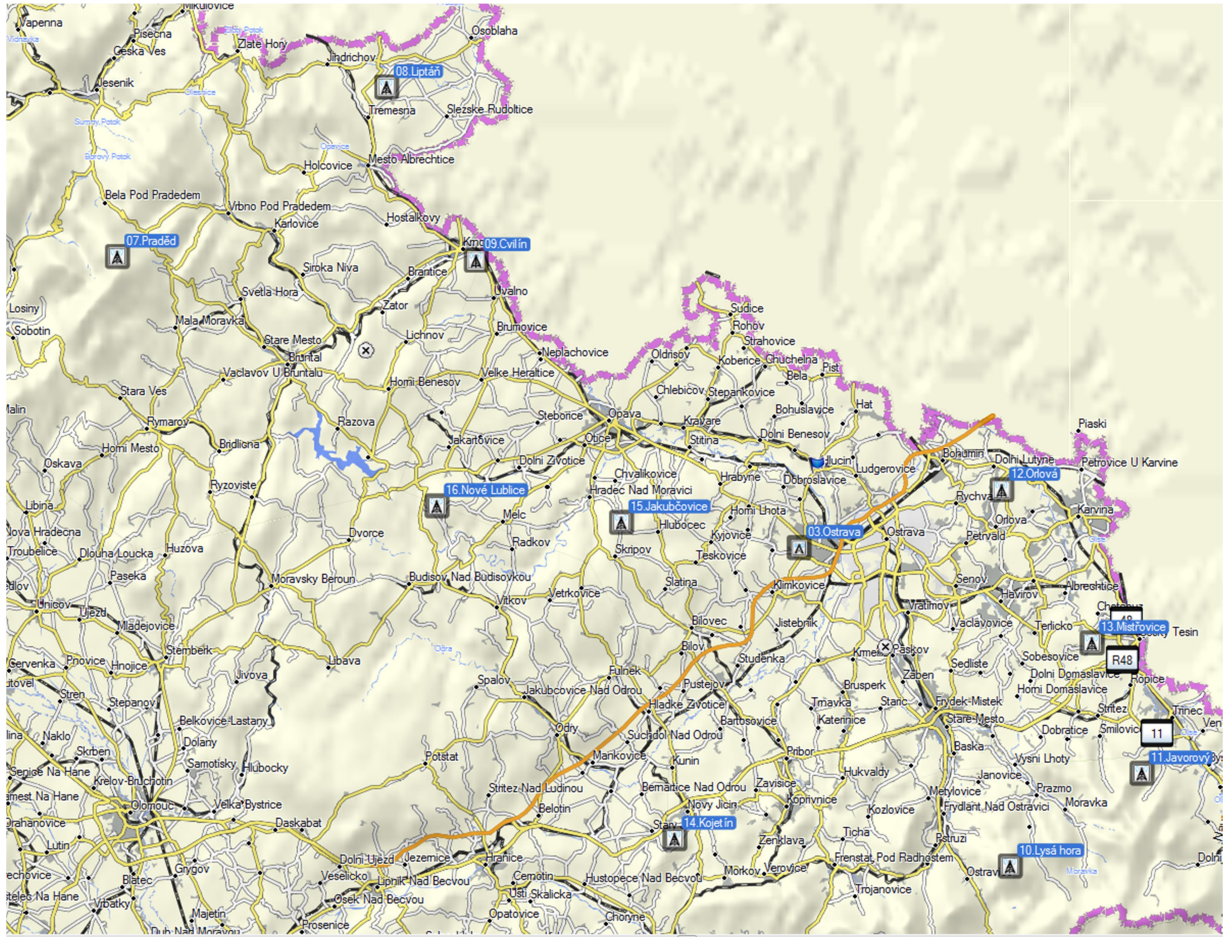 Mikulovice
Vapenna
Pisecna
Ceska Ves
Zlate Hory
Osoblaha
Jindrichov
08.Liptáň
Jesenik
Tremesna
Slezske Rudoltice
Holcovice
Mesto Albrechtice
Bela Pod Pradedem
Vrbno Pod Pradedem
Karlovice
Hostalkovy
07.Praděd
09.Cvilín
Siroka Niva
Brantice
Svetla Hora
Uvalno
Losiny
Zator
Sudice
Sobotin
Mala Moravka
Lichnov
Brumovice
Rohov
Stare Mesto
Strahovice
Bruntal
Neplachovice
Oldrisov
Koberice
Chuchelna
Vaclavov U Bruntalu
Velke Heraltice
Bela
Pist
Stara Ves
Horni Benesov
Chlebicov
Stepankovice
Rymarov
Razova
Steborice
Opava
Bohuslavice
Hat
Kravare
Piaski
Horni Mesto
Bridlicna
Jakartovice
Otice
Stitina
Dolni Benesov
Bohumin
Oskava
Dolni Zivotice
Hlucin
Ludgerovice
Dolni Lutyne
Petrovice U Karvine
Chvalikovice
Hrabyne
Dobroslavice
12.Orlová
Ryzoviste
16.Nové Lublice
Hradec Nad Moravici
Rychva
Libina
15.Jakubčovice
Horni Lhota
Karvina
Melc
Hlubocec
Orlova
Nova Hradecna
Dvorce
Radkov
Kyjovice
03.Ostrava
Ostrava
Petrvald
Troubelice
Dlouha Loucka
Huzova
Skripov
Teskovice
Paseka
Moravsky Beroun
Budisov Nad Budisovkou
Slatina
Klimkovice
Senov
Albrechtice
Unisov
Vitkov
Vetrkovice
Havirov
Ujezd
Vratimov
Mladejovice
Bilovec
Jistebnik
Vaclavovice
Terlicko
13.Mistřovice
Sternberk
Bilov
Paskov
Cervenka
Pnovice
Hnojice
Libava
Studenka
Sobesovice
R48
Jivova
Fulnek
Zaben
Sedliste
Dolni Domaslavice
Ropice
Stren
Spalov
Pustejov
Brusperk
Horni Domaslavice
Stepanov
Jakubcovice Nad Odrou
Trnavka
Staric
Frydek-Mistek
Belkovice-Lastany
Hladke Zivotice
Katerinice
Stritez
Trinec
Odry
Bartosovice
Stare Mesto
Naklo
Dolany
Suchdol Nad Odrou
Dobratice
Smilovice
11
Skrben
Samotisky
Hlubocky
Potstat
Mankovice
Kunin
Pribor
Baska
Vysni Lhoty
11.Javorový
Krelov-Bruchotin
Stritez Nad Ludinou
Bernartice Nad Odrou
Zavisice
Hukvaldy
Janovice
Olomouc
Velka Bystrice
Belotin
Novy Jicin
Koprivnice
Metylovice
Prazmo
Moravka
Daskabat
14.Kojetín
Kozlovice
Frydlant Nad Ostravici
Lutin
Zenklava
Ticha
Pstruzi
10.Lysá hora
Grygov
Dolni Ujezd
Jezernice
Hranice
Veselicko
Lipnik Nad Becvou
Cernotin
Hustopece Nad Becvou
Morkov
Verovice
Frenstat Pod Radhostem
Blatec
Osek Nad Becvou
Usti
Skalicka
Trojanovice
Vrbatky
Majetin
Opatovice
Choryne
Prosenice
Dub Nad Moravou